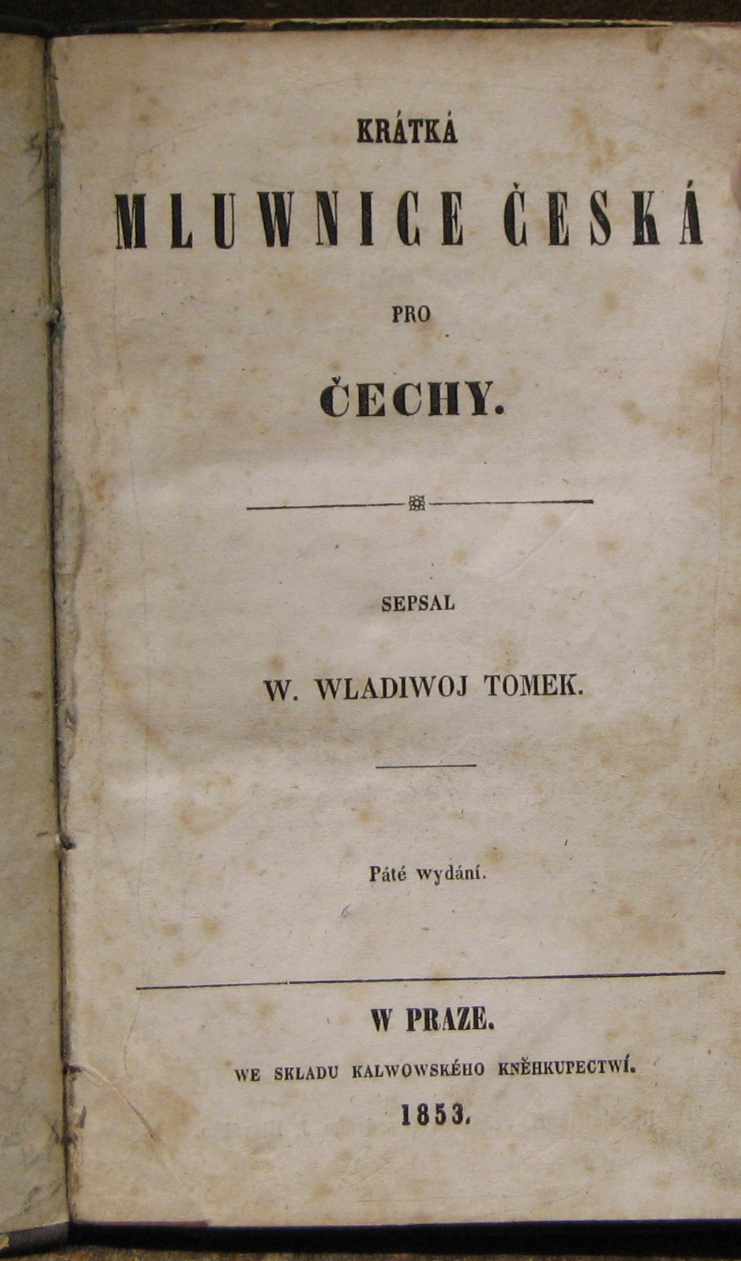 KRÁTKÁ
MLUWNICE ČESKÁ
PRO
ČECHY.
SEPSAL
W. WLADIWOJ TOMEK.
Páté wydání.
W PRAZE.
WE SKLADU KALWOWSKÉHO KNĚHKUPECTWÍ.
1853.